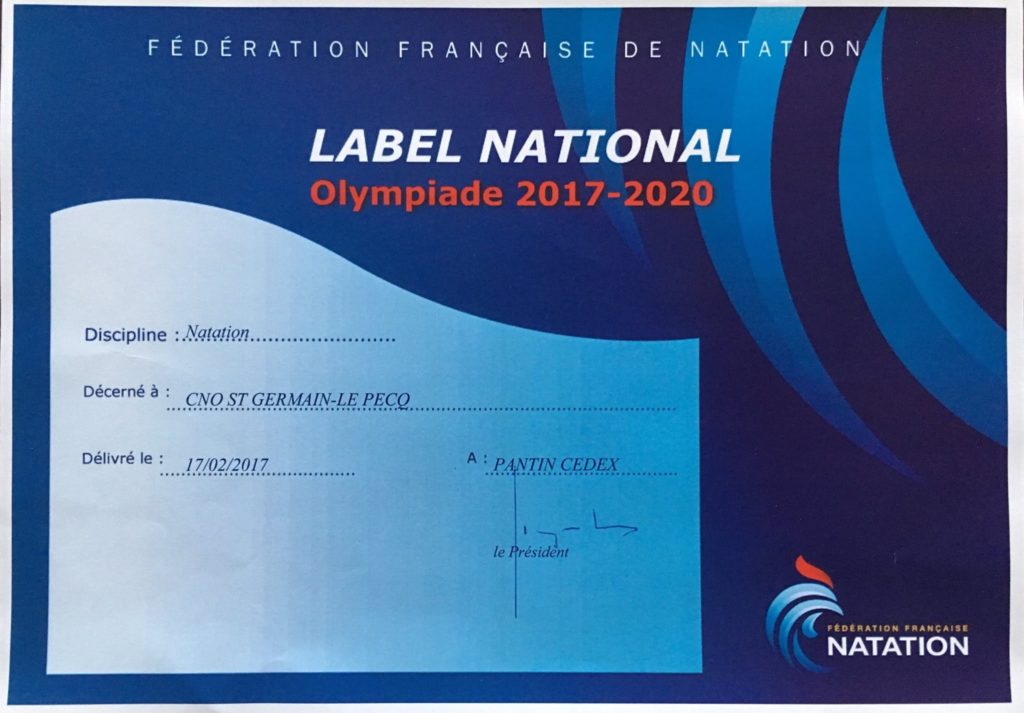 FÉDÉRATION FRANÇAISE DE NATATION
LABEL NATIONAL
Olympiade 2017-2020
Discipline : Natation
Décerné à : CNO ST GERMAIN-LE PECQ
Délivré le : 17/02/2017 A : PANTIN CEDEX
le Président
FÉDÉRATION FRANÇAISE
NATATION